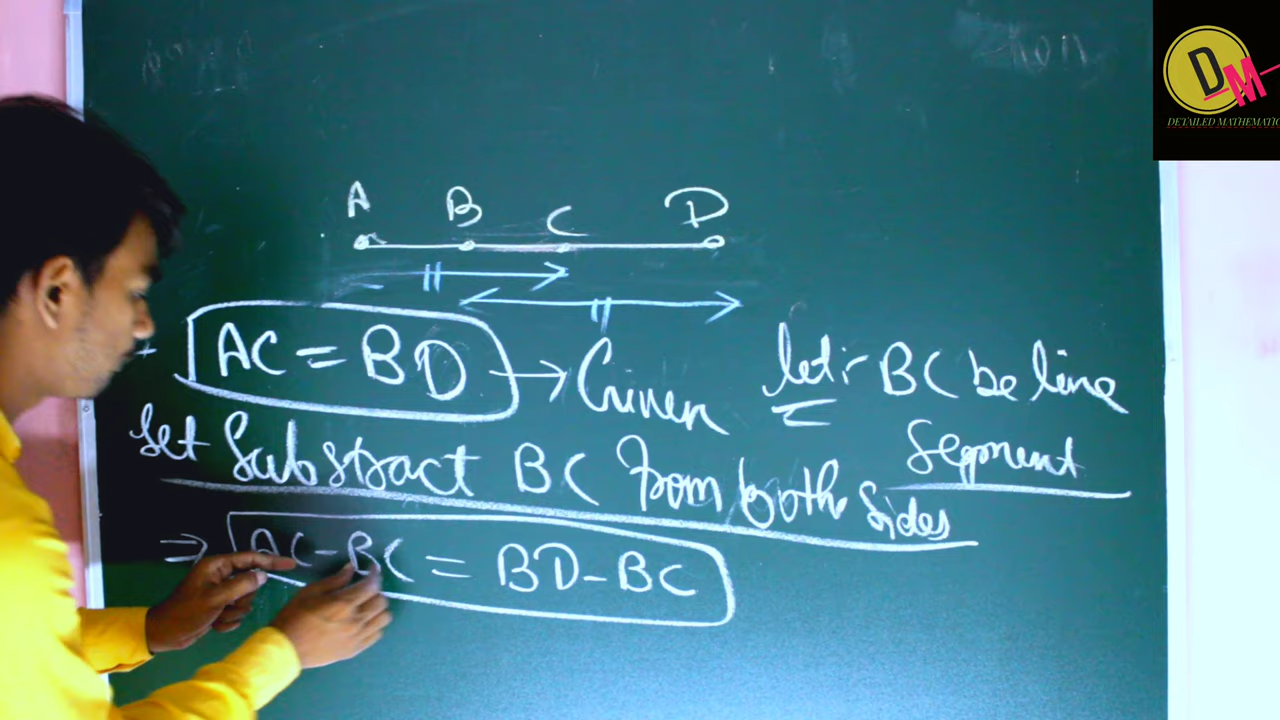 DM
DETAILED MATHEMATIC
A B C D
AC = BD → Given
let:- BC be line
segment
Let Substract BC from both sides
⇒ AC - BC = BD - BC